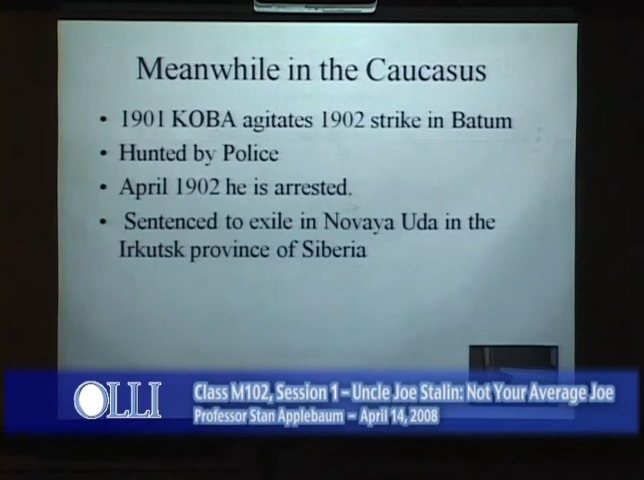 Meanwhile in the Caucasus
• 1901 KOBA agitates 1902 strike in Batum
• Hunted by Police
• April 1902 he is arrested.
• Sentenced to exile in Novaya Uda in the
Irkutsk province of Siberia
OLLI
Class M102, Session 1 – Uncle Joe Stalin: Not Your Average Joe
Professor Stan Applebaum – April 14, 2008